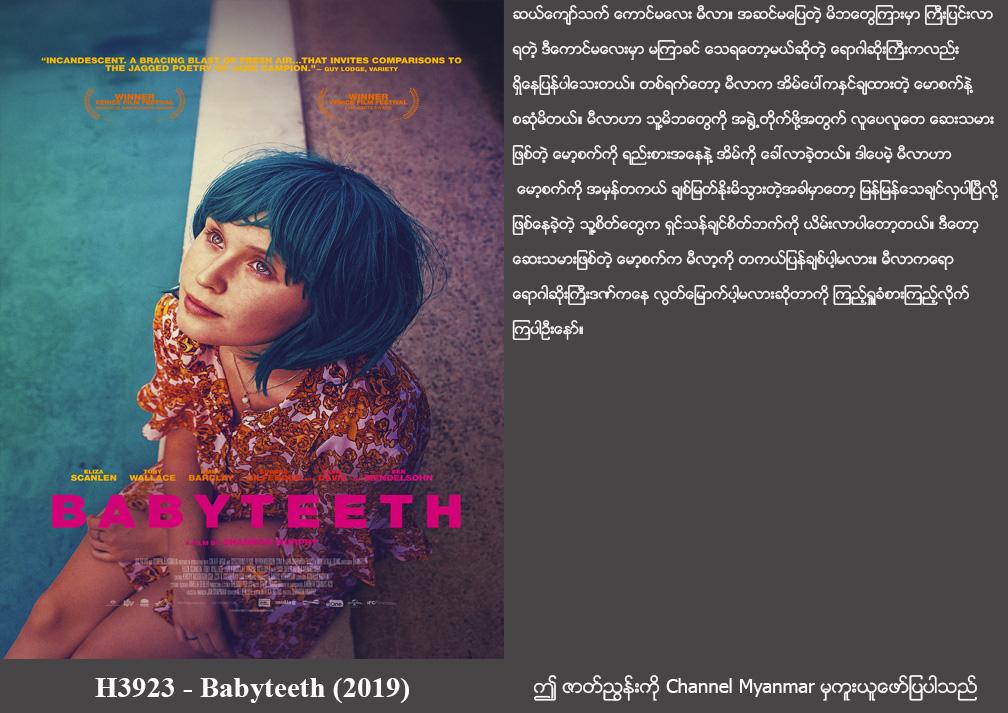 “INCANDESCENT. A BRACING BLAST OF FRESH AIR...THAT INVITES COMPARISONS TO
THE JAGGED POETRY OF JANE CAMPION.” – GUY LODGE, VARIETY
WINNER
VENICE FILM FESTIVAL
WINNER
VENICE FILM FESTIVAL
ELIZA SCANLEN TOBY WALLACE BARCLAY DAVIS BEN MENDELSOHN
BABYTEETH
A FILM BY SHANNON MURPHY
ဆယ်ကျော်သက် ကောင်မလေး မီလာ။ အဆင်မပြေတဲ့ မိဘတွေကြားမှာ ကြီးပြင်းလာ
ရတဲ့ ဒီကောင်မလေးမှာ မကြာခင် သေရတော့မယ်ဆိုတဲ့ ရောဂါဆိုးကြီးကလည်း
ရှိနေပြန်ပါသေးတယ်။ တစ်ရက်တော့ မီလာက အိမ်ပေါ်ကနှင်ချထားတဲ့ မောစက်နဲ့
စဆုံမိတယ်။ မီလာဟာ သူ့မိဘတွေကို အရွဲ့တိုက်ဖို့အတွက် လူပေလူတေ ဆေးသမား
ဖြစ်တဲ့ မော့စက်ကို ရည်းစားအနေနဲ့ အိမ်ကို ခေါ်လာခဲ့တယ်။ ဒါပေမဲ့ မီလာဟာ
မော့စက်ကို အမှန်တကယ် ချစ်မြတ်နိုးမိသွားတဲ့အခါမှာတော့ မြန်မြန်သေချင်လှပါပြီလို့
ဖြစ်နေခဲ့တဲ့ သူ့စိတ်တွေက ရှင်သန်ချင်စိတ်ဘက်ကို ယိမ်းလာပါတော့တယ်။ ဒီတော့
ဆေးသမားဖြစ်တဲ့ မော့စက်က မီလာ့ကို တကယ်ပြန်ချစ်ပါ့မလား။ မီလာကရော
ရောဂါဆိုးကြီးဒဏ်ကနေ လွတ်မြောက်ပါ့မလားဆိုတာကို ကြည့်ရှူခံစားကြည့်လိုက်
ကြပါဦးနော်။
H3923 - Babyteeth (2019)
ဤ ဇာတ်ညွှန်းကို Channel Myanmar မှကူးယူဖော်ပြပါသည်